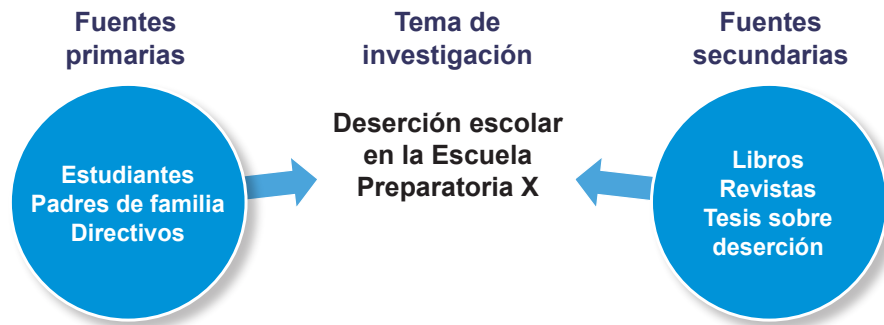 Fuentes
primarias
Tema de
investigación
Fuentes
secundarias
Estudiantes
Padres de familia
Directivos
Deserción escolar
en la Escuela
Preparatoria X
Libros
Revistas
Tesis sobre
deserción